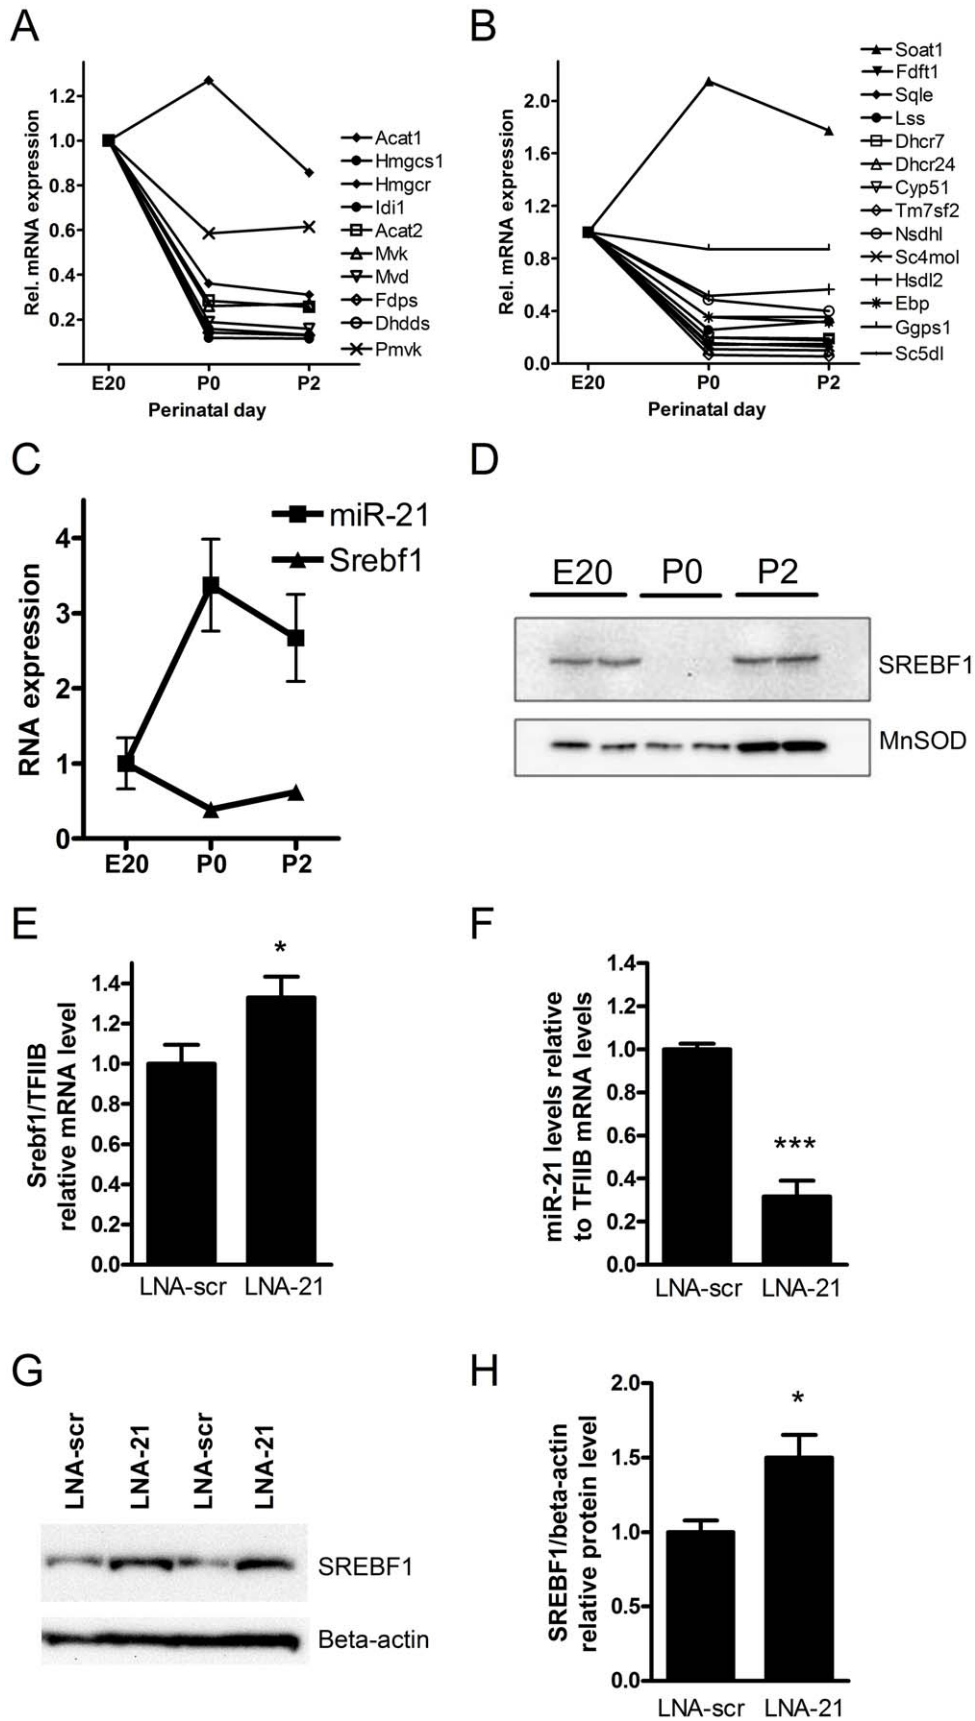 A
Rel. mRNA expression
1.2
1.0
0.8
0.6
0.4
0.2
E20
P0
P2
Perinatal day
Acat1
Hmgcs1
Hmgcr
Idi1
Acat2
Mvk
Mvd
Fdps
Dhdds
Pmvk
B
Rel. mRNA expression
2.0
1.6
1.2
0.8
0.4
0.0
E20
P0
P2
Perinatal day
Soat1
Fdft1
Sqle
Lss
Dhcr7
Dhcr24
Cyp51
Tm7sf2
Nsdhl
Sc4mol
Hsdl2
Ebp
Ggps1
Sc5dl
C
RNA expression
4
3
2
1
0
E20
P0
P2
miR-21
Srebf1
D
E20
P0
P2
SREBF1
MnSOD
E
Srebf1/TFIIB
relative mRNA level
1.4
1.2
1.0
0.8
0.6
0.4
0.2
0.0
*
LNA-scr
LNA-21
F
miR-21 levels relative
to TFIIB mRNA levels
1.4
1.2
1.0
0.8
0.6
0.4
0.2
0.0
***
LNA-scr
LNA-21
G
LNA-scr
LNA-21
LNA-scr
LNA-21
SREBF1
Beta-actin
H
SREBF1/beta-actin
relative protein level
2.0
1.5
1.0
0.5
0.0
*
LNA-scr
LNA-21